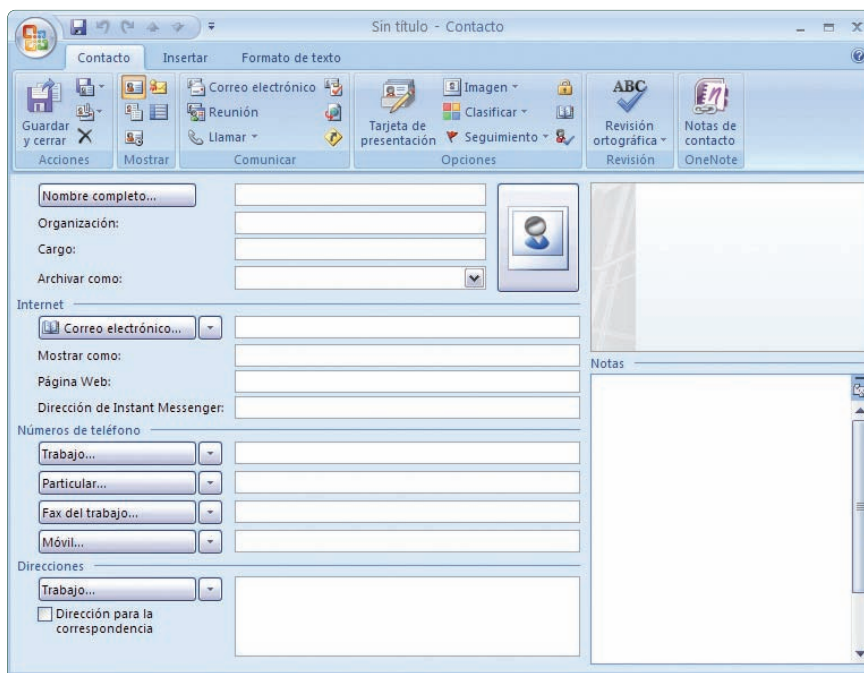 Sin título - Contacto
Contacto Insertar Formato de texto
Guardar y cerrar
Acciones
Mostrar
Correo electrónico
Reunión
Llamar
Comunicar
Tarjeta de presentación
Imagen
Clasificar
Seguimiento
Opciones
ABC
Revisión ortográfica
Revisión
Notas de contacto
OneNote
Nombre completo...
Organización:
Cargo:
Archivar como:
Internet
Correo electrónico...
Mostrar como:
Página Web:
Dirección de Instant Messenger:
Números de teléfono
Trabajo...
Particular...
Fax del trabajo...
Móvil...
Direcciones
Trabajo...
Dirección para la
correspondencia
Notas